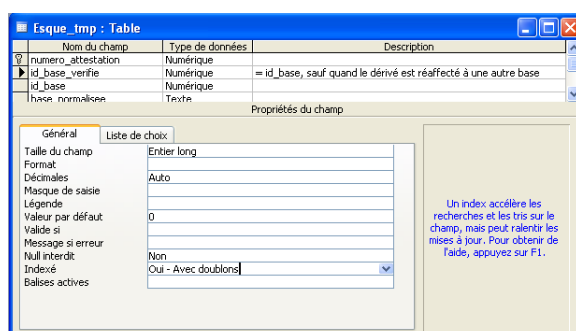 Esque_tmp : Table
Nom du champ Type de données Description
numero_attestation Numérique
id_base_verifie Numérique = id_base, sauf quand le dérivé est réaffecté à une autre base
id_base Numérique
base_normalisee Texte
Propriétés du champ
Général Liste de choix
Taille du champ Entier long
Format
Décimales Auto
Masque de saisie
Légende
Valeur par défaut 0
Valide si
Message si erreur
Null interdit Non
Indexé Oui - Avec doublons
Balises actives
Un index accélère les
recherches et les tris sur le
champ, mais peut ralentir les
mises à jour. Pour obtenir de
l'aide, appuyez sur F1.